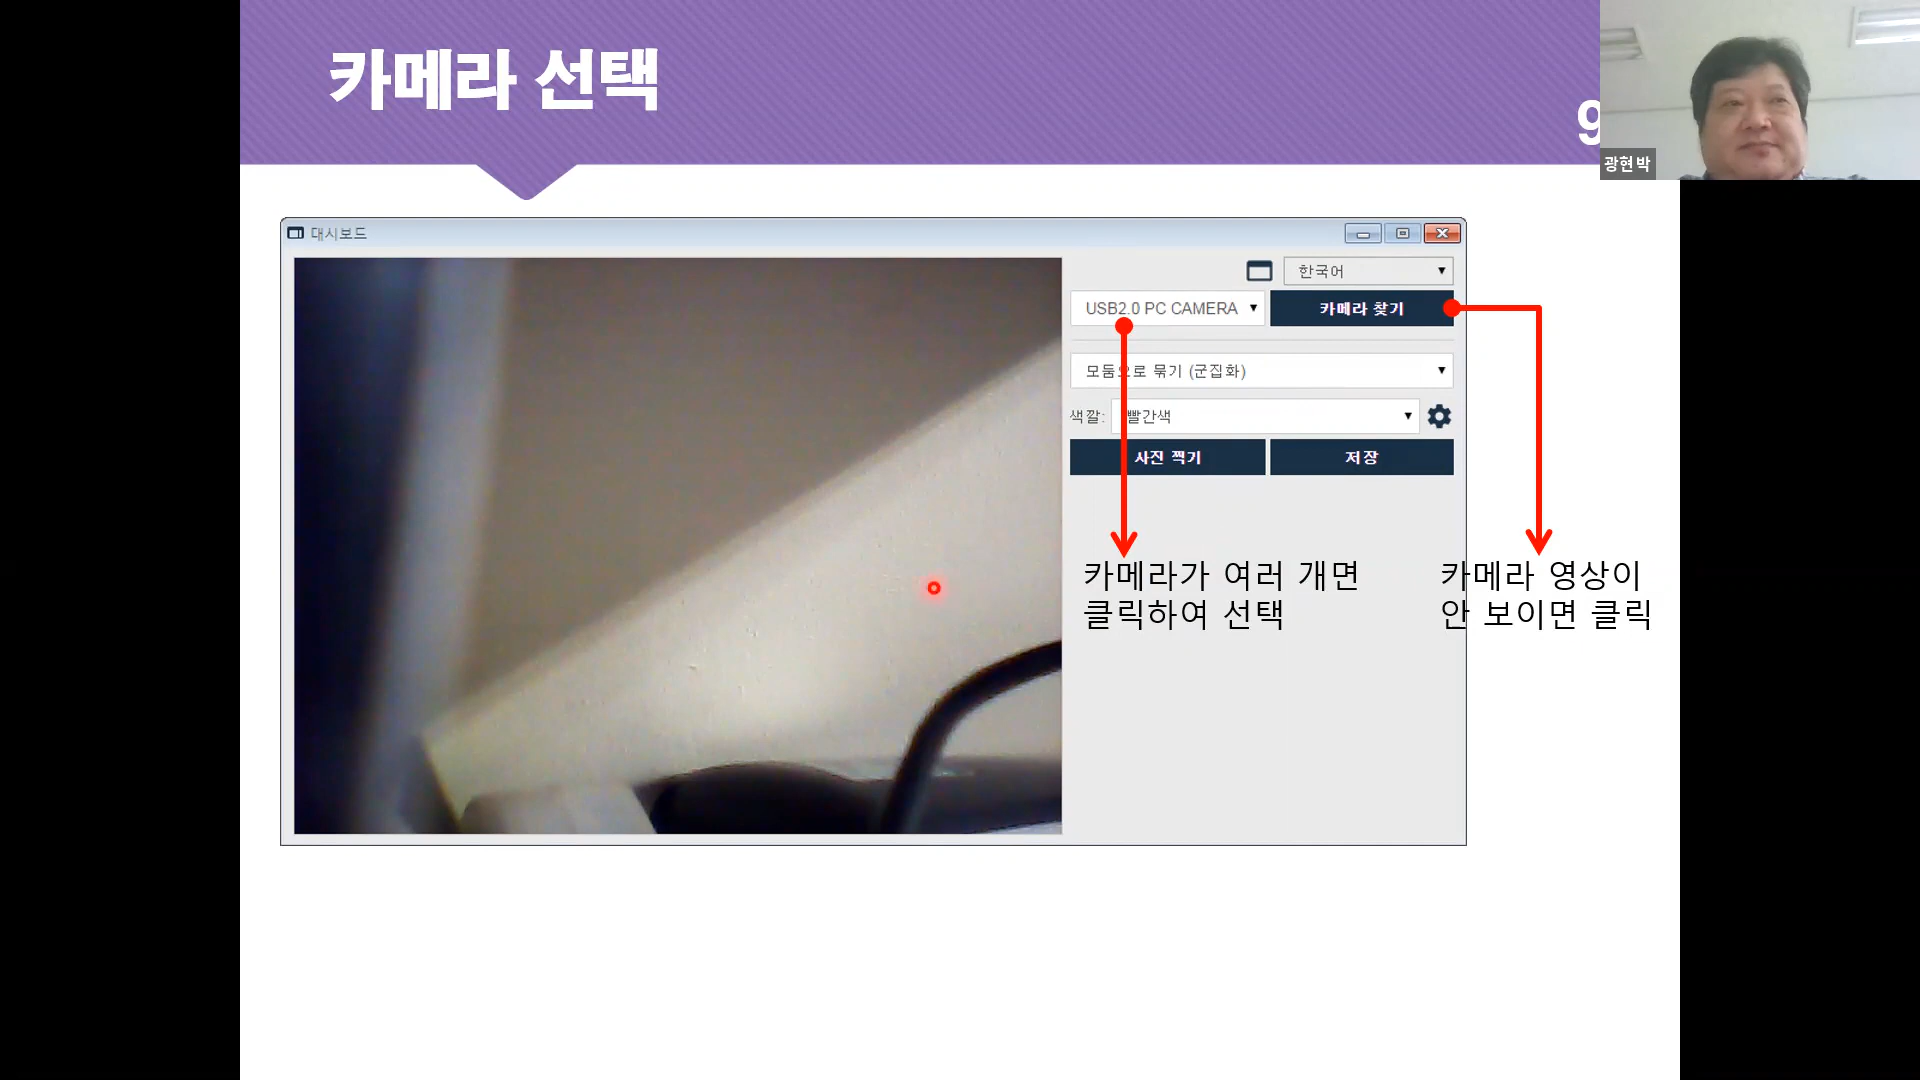 카메라 선택
9
광현 박
대시보드
한국어
USB2.0 PC CAMERA
카메라 찾기
모둠으로 묶기 (군집화)
색깔:
빨간색
사진 찍기
저장
카메라가 여러 개면
클릭하여 선택
카메라 영상이
안 보이면 클릭